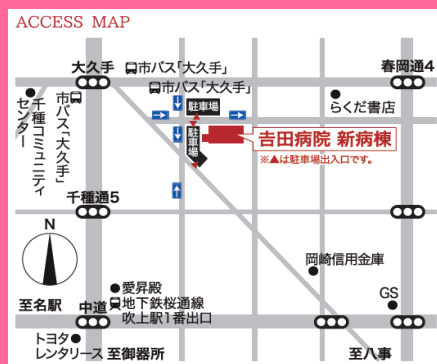 ACCESS MAP
大久手
市バス「大久手」
春岡通4
市バス「大久手」
駐車場
らくだ書店
千種コミュニティ
センター
市バス「大久手」
駐車場
吉田病院 新病棟
※▲は駐車場出入口です。
千種通5
N
岡崎信用金庫
愛昇殿
地下鉄桜通線
吹上駅1番出口
GS
至名駅
中道
トヨタ
レンタリース
至御器所
至八事